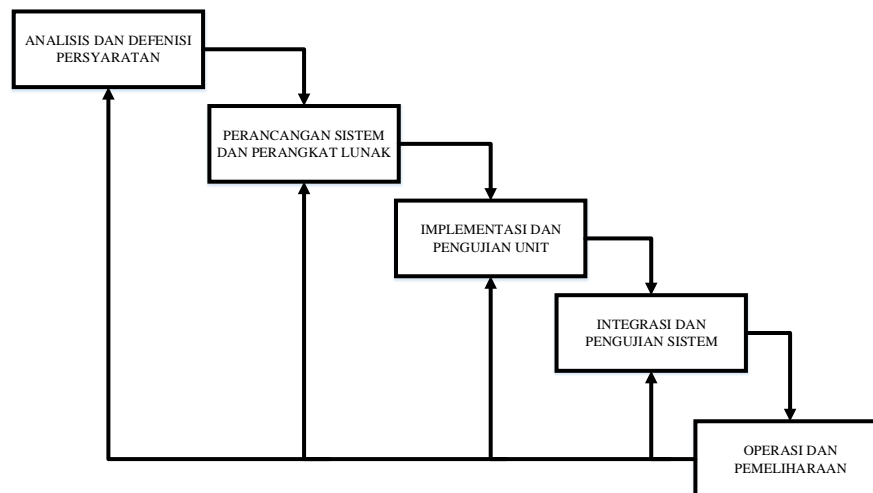 ANALISIS DAN DEFENISI
PERSYARATAN
PERANCANGAN SISTEM
DAN PERANGKAT LUNAK
IMPLEMENTASI DAN
PENGUJIAN UNIT
INTEGRASI DAN
PENGUJIAN SISTEM
OPERASI DAN
PEMELIHARAAN